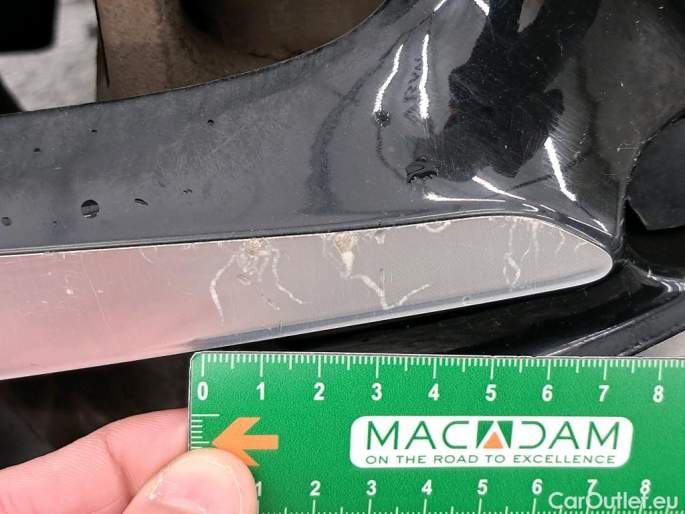 0 1 2 3 4 5 6 7 8
MACADAM
ON THE ROAD TO EXCELLENCE
1 2 3 4 5 6 7 8
CarOutlet.eu